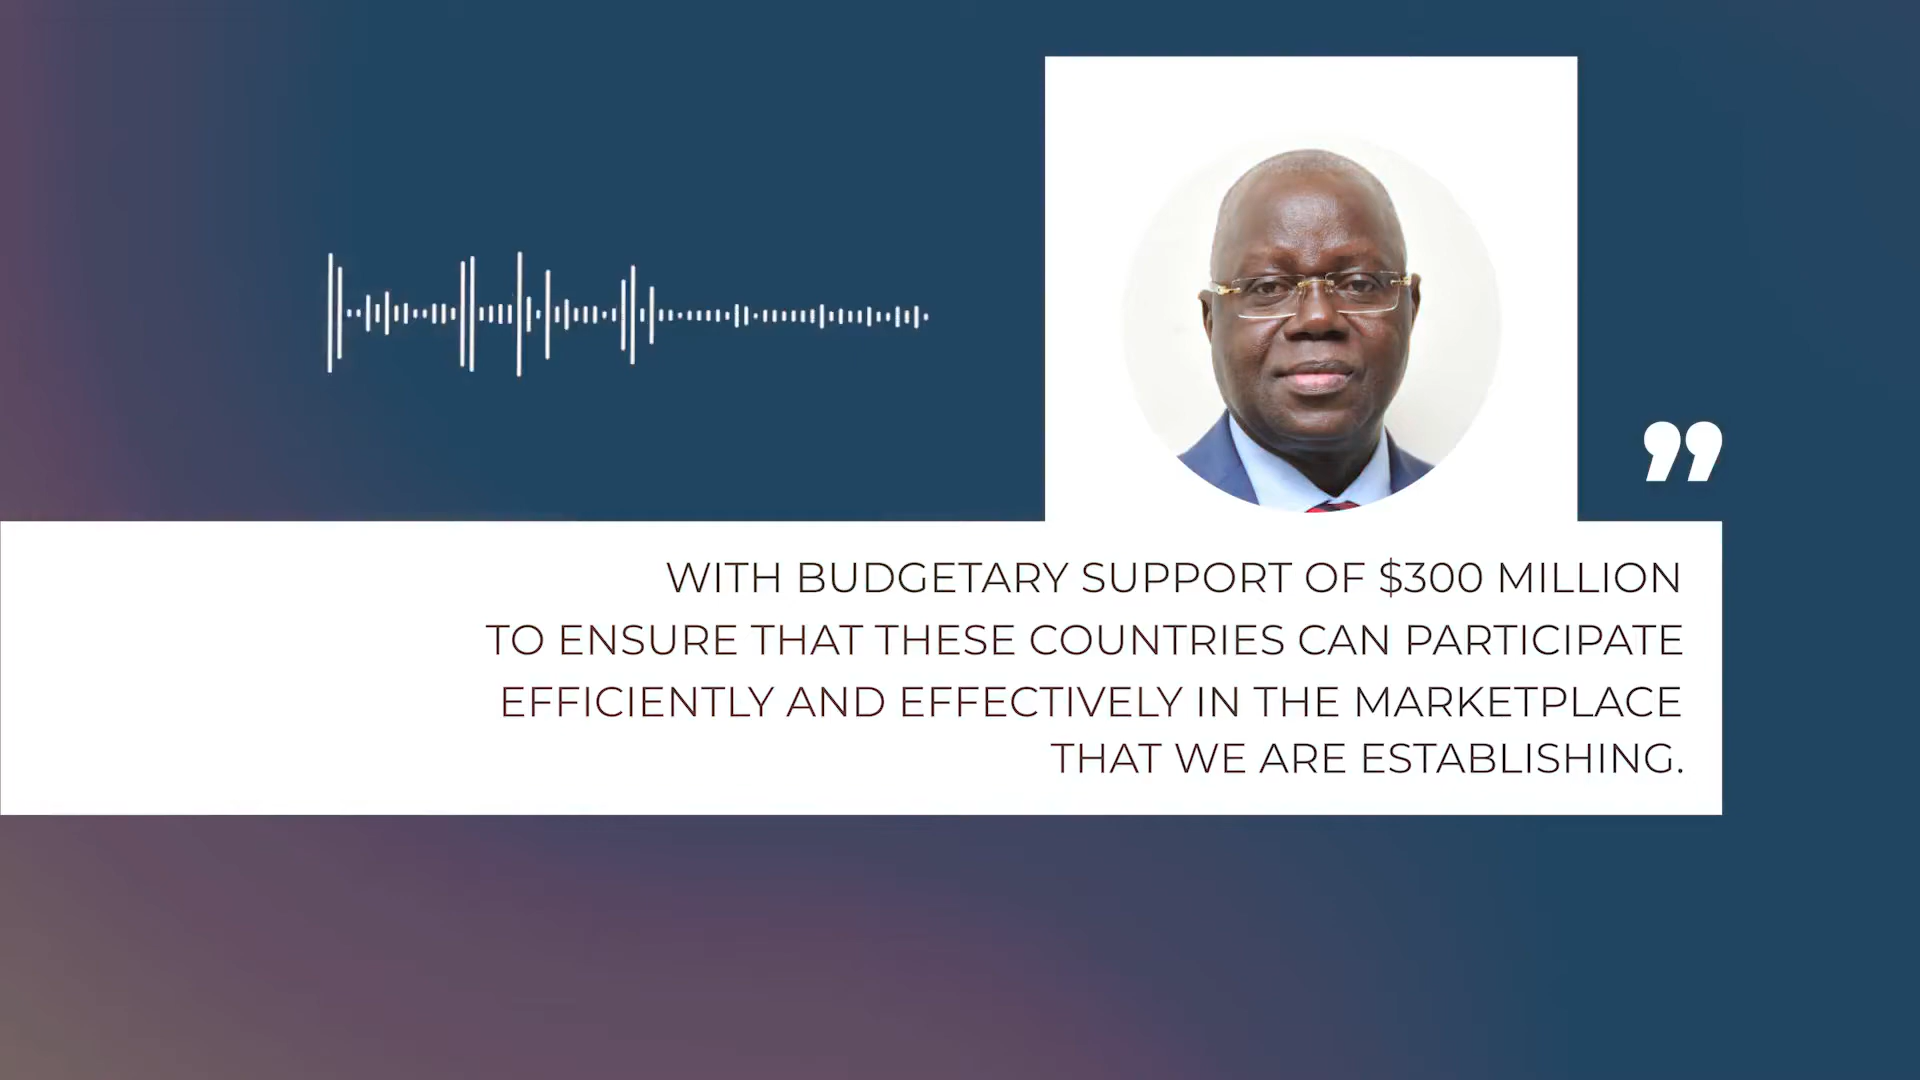 ”
WITH BUDGETARY SUPPORT OF $300 MILLION
TO ENSURE THAT THESE COUNTRIES CAN PARTICIPATE
EFFICIENTLY AND EFFECTIVELY IN THE MARKETPLACE
THAT WE ARE ESTABLISHING.